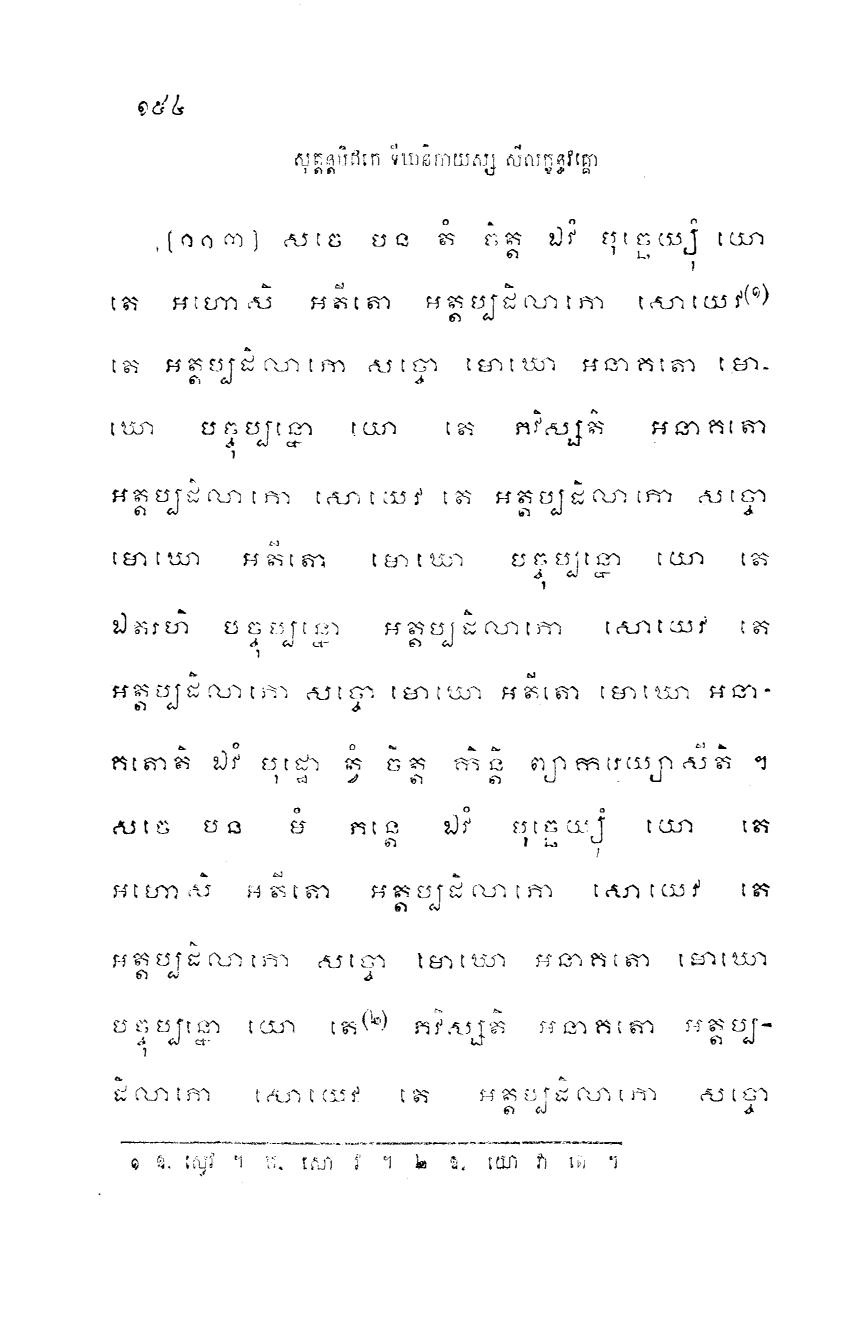 ១៩៤
សុត្តន្តបិដកេ ទីឃនិកាយស្ស សីលក្ខន្ធវគ្គោ
[១១៣] សចេ បន តំ ចិត្ត ឯវំ បុច្ឆេយ្យុំ យោ
តេ អហោសិ អតីតោ អត្តប្បដិលាភោ សោយេវ(១)
តេ អត្តប្បដិលាភោ សច្ចោ មោឃោ អនាគតោ មោ-
ឃោ បច្ចុប្បន្នោ យោ តេ ភវិស្សតិ អនាគតោ
អត្តប្បដិលាភោ សោយេវ តេ អត្តប្បដិលាភោ សច្ចោ
មោឃោ អតីតោ មោឃោ បច្ចុប្បន្នោ យោ តេ
ឯតរហិ បច្ចុប្បន្នោ អត្តប្បដិលាភោ សោយេវ តេ
អត្តប្បដិលាភោ សច្ចោ មោឃោ អតីតោ មោឃោ អនា-
គតោតិ ឯវំ បុដ្ឋោ ត្វំ ចិត្ត កិន្តិ ព្យាករេយ្យាសីតិ ។
សចេ បន មំ ភន្តេ ឯវំ បុច្ឆេយ្យុំ យោ តេ
អហោសិ អតីតោ អត្តប្បដិលាភោ សោយេវ តេ
អត្តប្បដិលាភោ សច្ចោ មោឃោ អនាគតោ មោឃោ
បច្ចុប្បន្នោ យោ តេ(២) ភវិស្សតិ អនាគតោ អត្តប្ប-
ដិលាភោ សោយេវ តេ អត្តប្បដិលាភោ សច្ចោ
១ ឱ. ស្វេវ ។ ម. សោ វ ។ ២ ឱ. យោ វា តេ ។